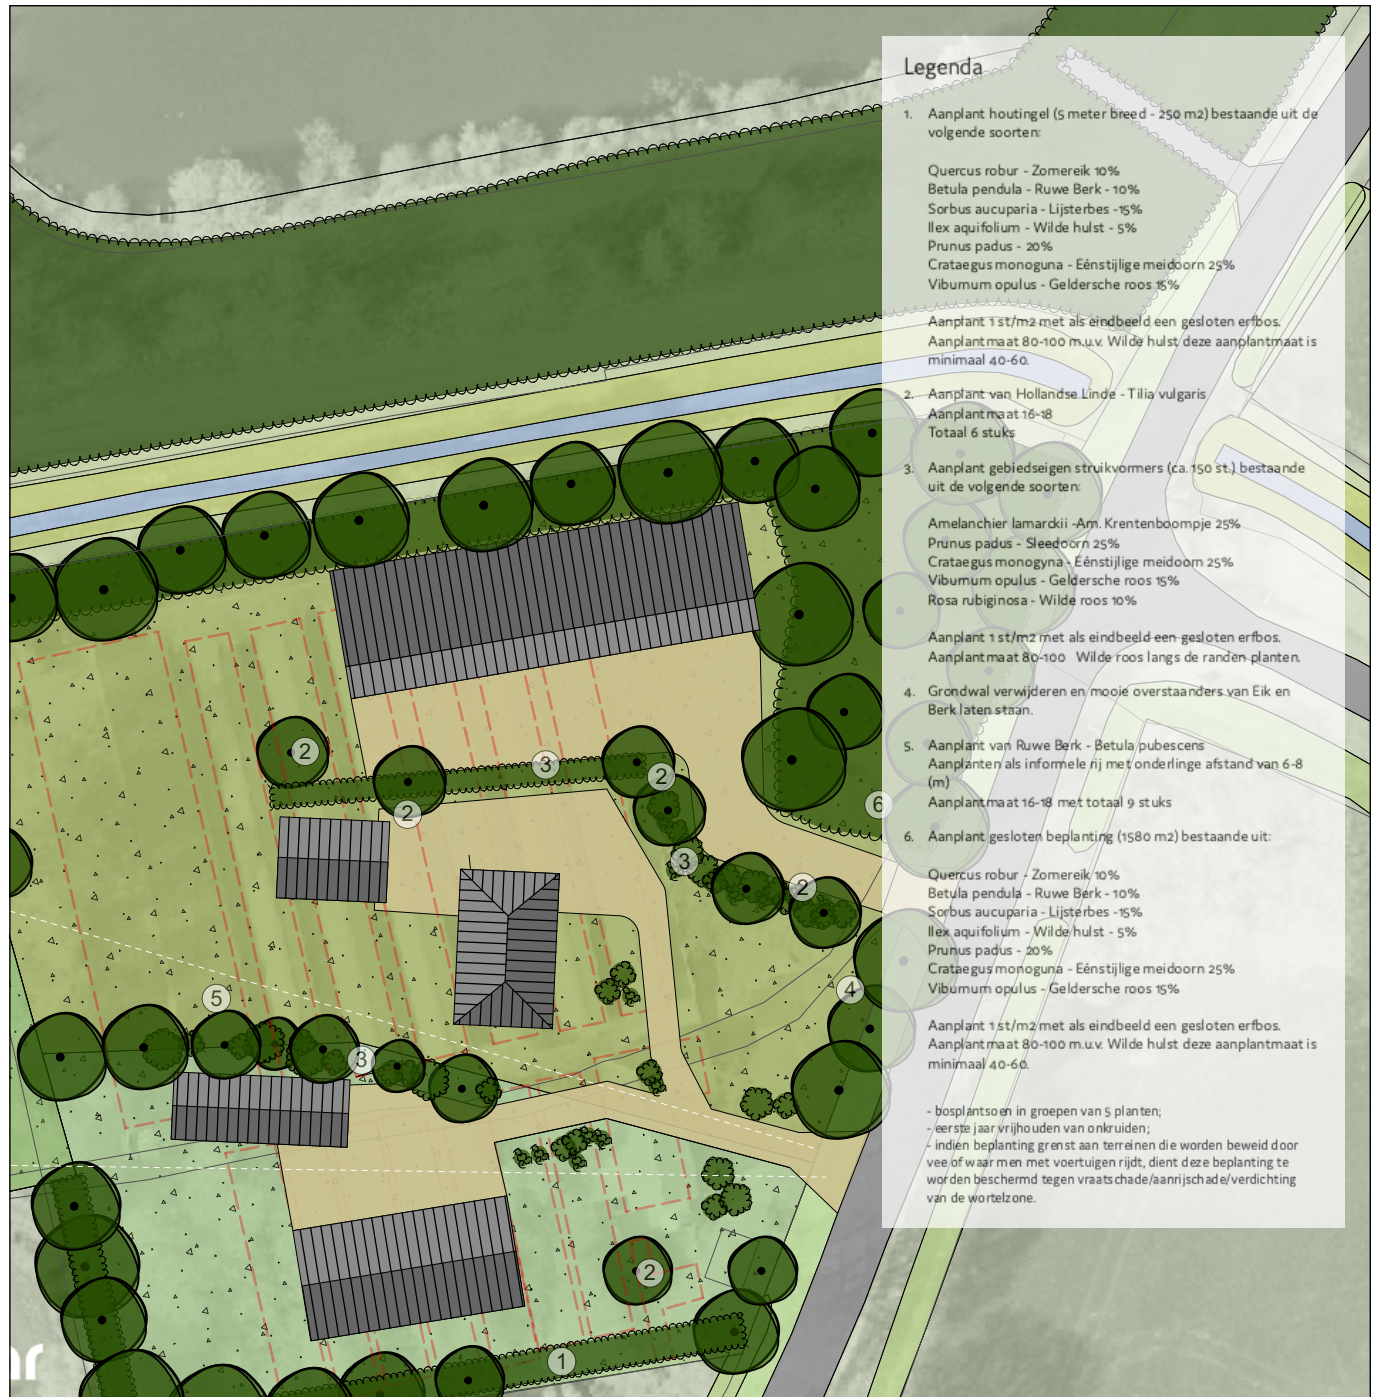 Legenda
1. Aanplant houtingel (5 meter breed - 250 m2) bestaande uit de
volgende soorten:
Quercus robur - Zomereik 10%
Betula pendula - Ruwe Berk - 10%
Sorbus aucuparia - Lijsterbes -15%
Ilex aquifolium - Wilde hulst - 5%
Prunus padus - 20%
Crataegus monoguna - Eénstijlige meidoorn 25%
Viburnum opulus - Geldersche roos 15%
Aanplant 1 st/m2 met als eindbeeld een gesloten erfbos.
Aanplantmaat 80-100 m.u.v. Wilde hulst deze aanplantmaat is
minimaal 40-60.
2. Aanplant van Hollandse Linde - Tilia vulgaris
Aanplantmaat 16-18
Totaal 6 stuks
3. Aanplant gebiedseigen struikvormers (ca. 150 st.) bestaande
uit de volgende soorten:
Amelanchier lamarckii -Am. Krentenboompje 25%
Prunus padus - Sleedoorn 25%
Crataegus monogyna - Eénstijlige meidoorn 25%
Viburnum opulus - Geldersche roos 15%
Rosa rubiginosa - Wilde roos 10%
Aanplant 1 st/m2 met als eindbeeld een gesloten erfbos.
Aanplantmaat 80-100 Wilde roos langs de randen planten.
4. Grondwal verwijderen en mooie overstaanders van Eik en
Berk laten staan.
5. Aanplant van Ruwe Berk - Betula pubescens
Aanplanten als informele rij met onderlinge afstand van 6-8
(m)
Aanplantmaat 16-18 met totaal 9 stuks
6. Aanplant gesloten beplanting (1580 m2) bestaande uit:
Quercus robur - Zomereik 10%
Betula pendula - Ruwe Berk - 10%
Sorbus aucuparia - Lijsterbes -15%
Ilex aquifolium - Wilde hulst - 5%
Prunus padus - 20%
Crataegus monoguna - Eénstijlige meidoorn 25%
Viburnum opulus - Geldersche roos 15%
Aanplant 1 st/m2 met als eindbeeld een gesloten erfbos.
Aanplantmaat 80-100 m.u.v. Wilde hulst deze aanplantmaat is
minimaal 40-60.
- bosplantsoen in groepen van 5 planten;
- eerste jaar vrijhouden van onkruiden;
- indien beplanting grenst aan terreinen die worden beweid door
vee of waar men met voertuigen rijdt, dient deze beplanting te
worden beschermd tegen vraatschade/aanrijschade/verdichting
van de wortelzone.
2
3
2
2
6
3
2
4
5
3
2
1